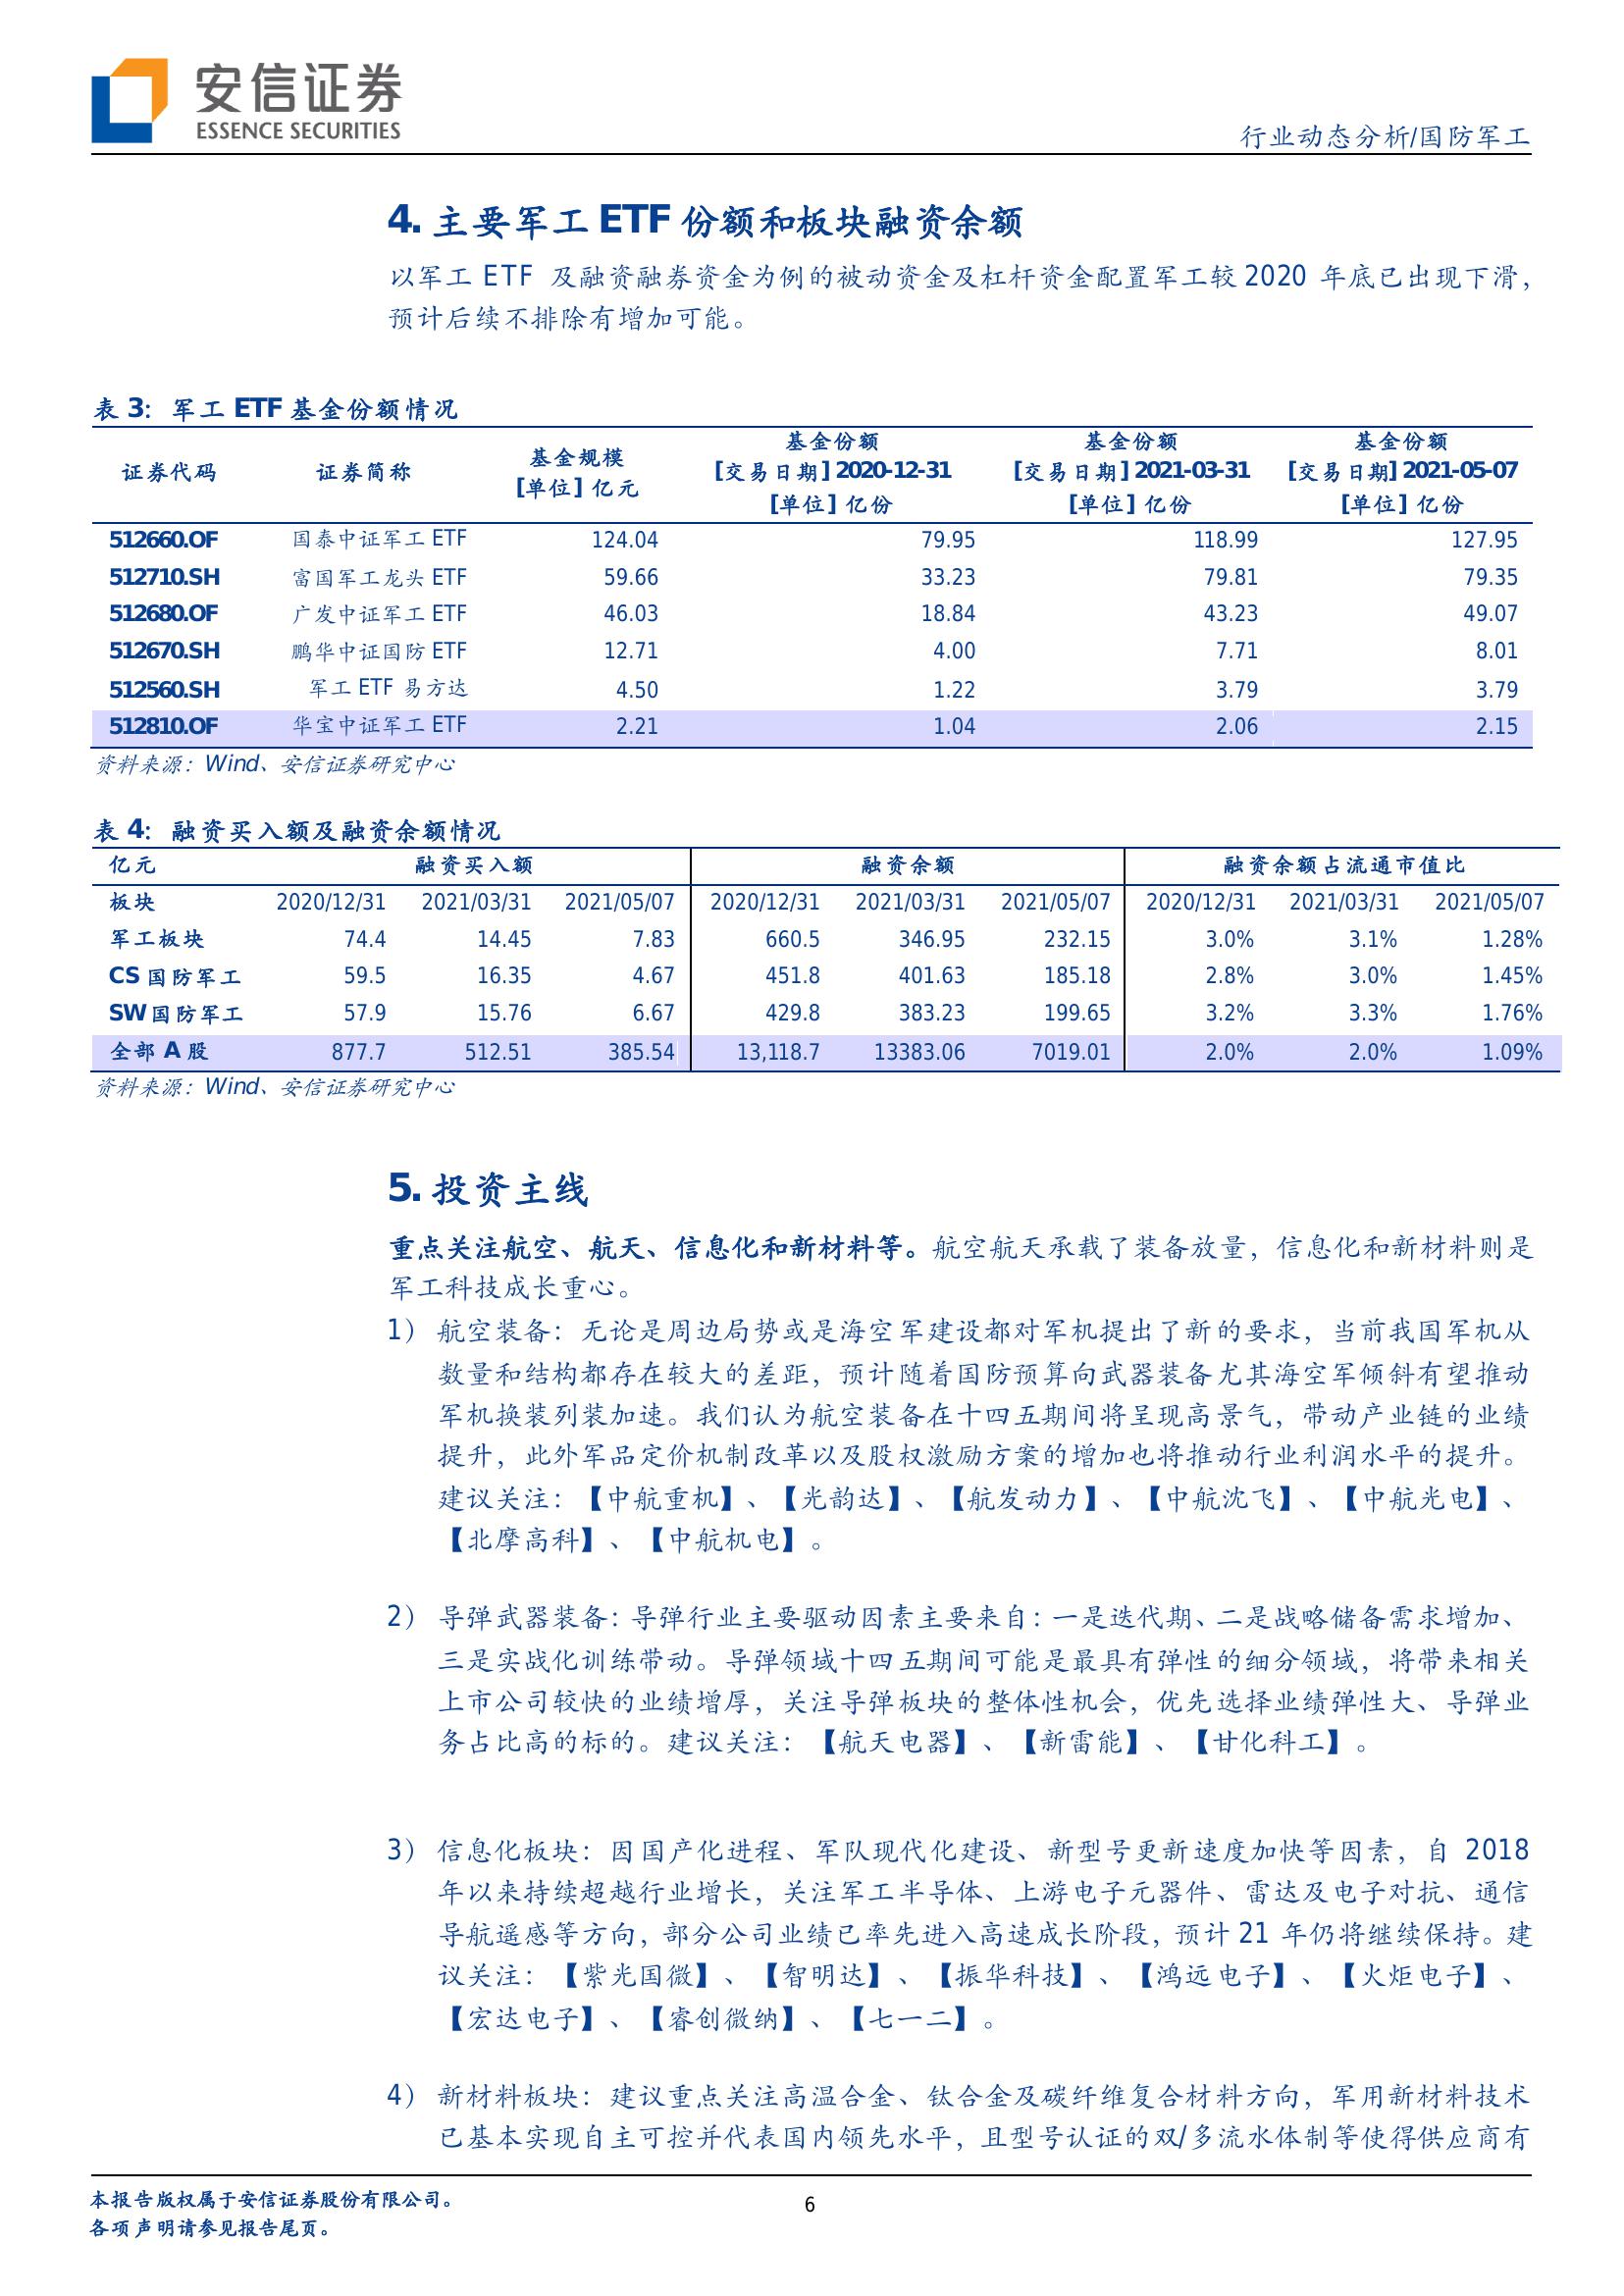 安信证券
ESSENCE SECURITIES
行业动态分析/国防军工
4. 主要军工 ETF 份额和板块融资余额
以军工 ETF 及融资融券资金为例的被动资金及杠杆资金配置军工较 2020 年底已出现下滑，
预计后续不排除有增加可能。
表 3：军工 ETF 基金份额情况
证券代码 证券简称 基金规模 [单位] 亿元 基金份额 [交易日期] 2020-12-31 [单位] 亿份 基金份额 [交易日期] 2021-03-31 [单位] 亿份 基金份额 [交易日期] 2021-05-07 [单位] 亿份
512660.OF 国泰中证军工 ETF 124.04 79.95 118.99 127.95
512710.SH 富国军工龙头 ETF 59.66 33.23 79.81 79.35
512680.OF 广发中证军工 ETF 46.03 18.84 43.23 49.07
512670.SH 鹏华中证国防 ETF 12.71 4.00 7.71 8.01
512560.SH 军工 ETF 易方达 4.50 1.22 3.79 3.79
512810.OF 华宝中证军工 ETF 2.21 1.04 2.06 2.15
资料来源：Wind、安信证券研究中心
表 4：融资买入额及融资余额情况
亿元 融资买入额 融资余额 融资余额占流通市值比
板块 2020/12/31 2021/03/31 2021/05/07 2020/12/31 2021/03/31 2021/05/07 2020/12/31 2021/03/31 2021/05/07
军工板块 74.4 14.45 7.83 660.5 346.95 232.15 3.0% 3.1% 1.28%
CS 国防军工 59.5 16.35 4.67 451.8 401.63 185.18 2.8% 3.0% 1.45%
SW 国防军工 57.9 15.76 6.67 429.8 383.23 199.65 3.2% 3.3% 1.76%
全部 A 股 877.7 512.51 385.54 13,118.7 13383.06 7019.01 2.0% 2.0% 1.09%
资料来源：Wind、安信证券研究中心
5. 投资主线
重点关注航空、航天、信息化和新材料等。航空航天承载了装备放量，信息化和新材料则是
军工科技成长重心。
1） 航空装备：无论是周边局势或是海空军建设都对军机提出了新的要求，当前我国军机从
数量和结构都存在较大的差距，预计随着国防预算向武器装备尤其海空军倾斜有望推动
军机换装列装加速。我们认为航空装备在十四五期间将呈现高景气，带动产业链的业绩
提升，此外军品定价机制改革以及股权激励方案的增加也将推动行业利润水平的提升。
建议关注：【中航重机】、【光韵达】、【航发动力】、【中航沈飞】、【中航光电】、
【北摩高科】、【中航机电】。
2） 导弹武器装备：导弹行业主要驱动因素主要来自：一是迭代期、二是战略储备需求增加、
三是实战化训练带动。导弹领域十四五期间可能是最具有弹性的细分领域，将带来相关
上市公司较快的业绩增厚，关注导弹板块的整体性机会，优先选择业绩弹性大、导弹业
务占比高的标的。建议关注：【航天电器】、【新雷能】、【甘化科工】。
3） 信息化板块：因国产化进程、军队现代化建设、新型号更新速度加快等因素，自 2018
年以来持续超越行业增长，关注军工半导体、上游电子元器件、雷达及电子对抗、通信
导航遥感等方向，部分公司业绩已率先进入高速成长阶段，预计 21 年仍将继续保持。建
议关注：【紫光国微】、【智明达】、【振华科技】、【鸿远电子】、【火炬电子】、
【宏达电子】、【睿创微纳】、【七一二】。
4） 新材料板块：建议重点关注高温合金、钛合金及碳纤维复合材料方向，军用新材料技术
已基本实现自主可控并代表国内领先水平，且型号认证的双/多流水体制等使得供应商有
本报告版权属于安信证券股份有限公司。
各项声明请参见报告尾页。
6